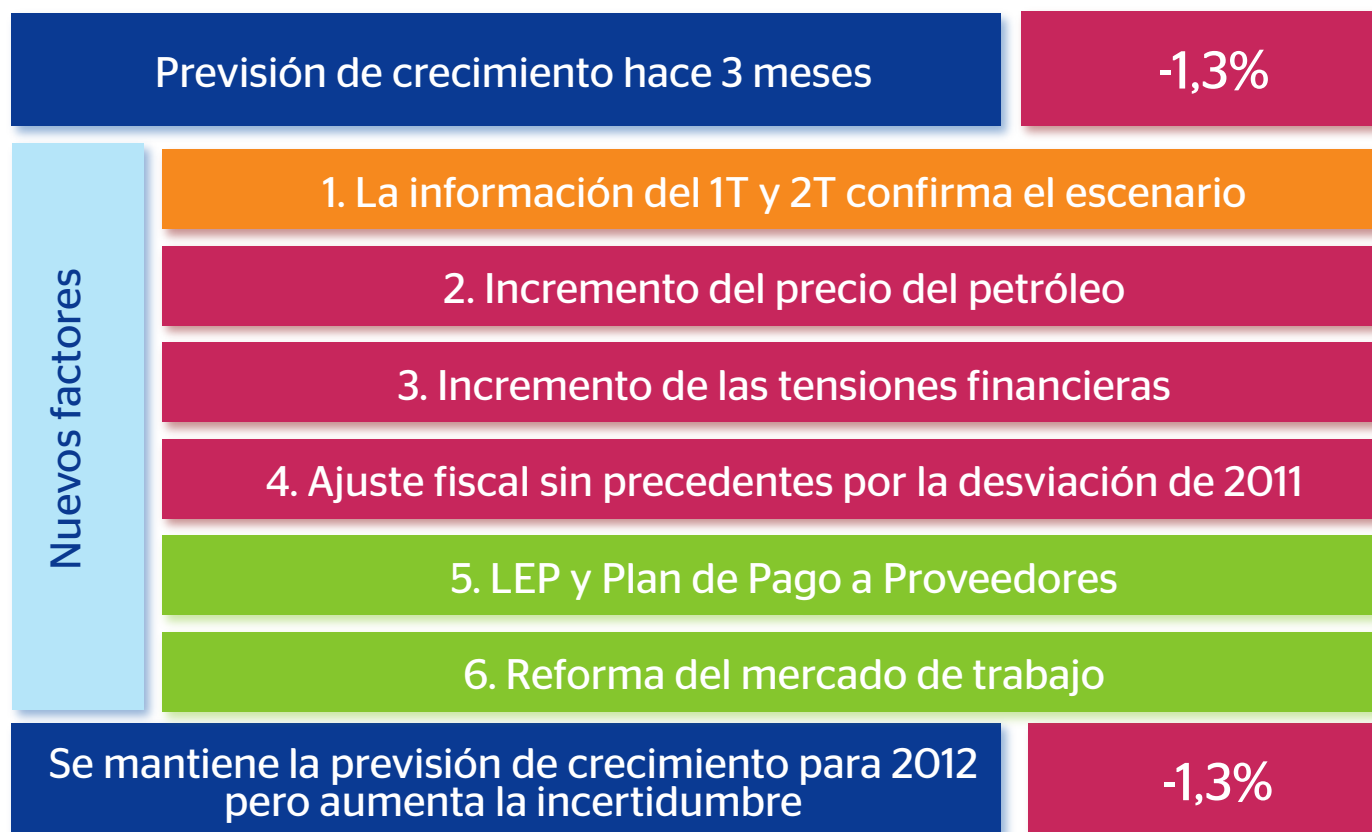 Previsión de crecimiento hace 3 meses
-1,3%
Nuevos factores
1. La información del 1T y 2T confirma el escenario
2. Incremento del precio del petróleo
3. Incremento de las tensiones financieras
4. Ajuste fiscal sin precedentes por la desviación de 2011
5. LEP y Plan de Pago a Proveedores
6. Reforma del mercado de trabajo
Se mantiene la previsión de crecimiento para 2012
pero aumenta la incertidumbre
-1,3%